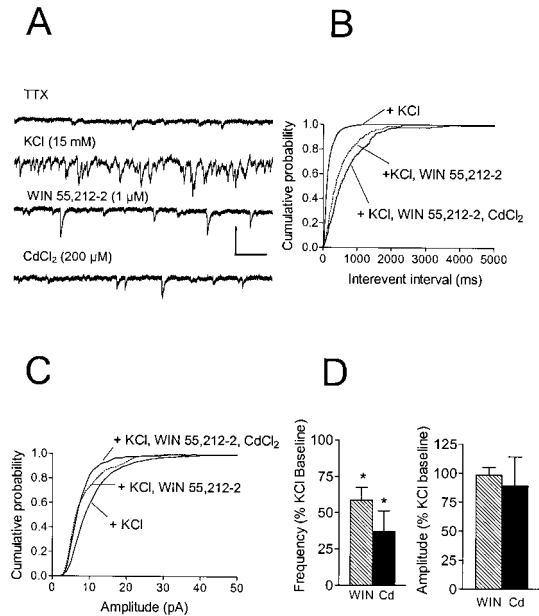 A
TTX
KCl (15 mM)
WIN 55,212-2 (1 µM)
CdCl2 (200 µM)
B
+ KCl
+KCl, WIN 55,212-2
+ KCl, WIN 55,212-2, CdCl2
Cumulative probability
1.0
0.8
0.6
0.4
0.2
0.0
0 1000 2000 3000 4000 5000
Interevent interval (ms)
C
+ KCl, WIN 55,212-2, CdCl2
+ KCl, WIN 55,212-2
+ KCl
Cumulative probability
1.0
0.8
0.6
0.4
0.2
0.0
0 10 20 30 40 50
Amplitude (pA)
D
Frequency (% KCl Baseline)
100
75
50
25
0
* *
WIN Cd
Amplitude (% KCl baseline)
125
100
75
50
25
0
WIN Cd